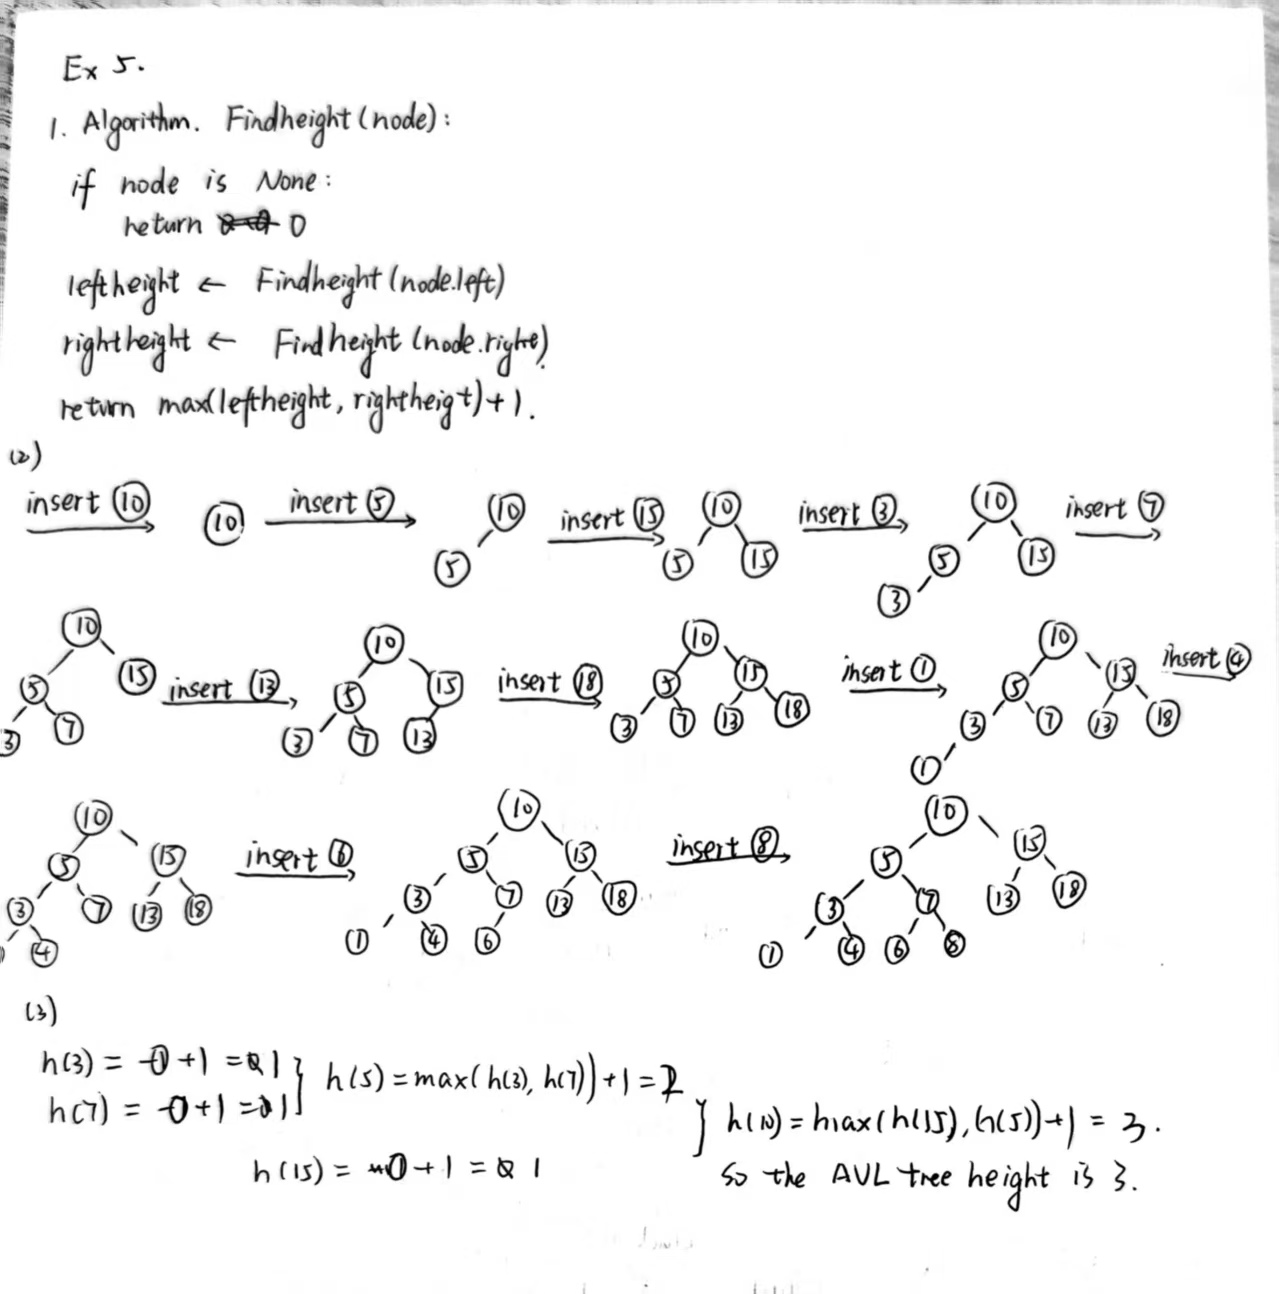 Ex 5.
1. Algorithm. Findheight(node):
if node is None:
return 0
leftheight ← Findheight(node.left)
rightheight ← Findheight(node.right)
return max(leftheight, rightheigt)+1.
(2)
insert 10 10 insert 5 10 5 insert 15 10 5 15 insert 3 10 5 15 3 insert 7
10 5 15 3 7 insert 13 10 5 15 3 7 13 insert 18 10 5 15 3 7 13 18 insert 1 10 5 15 3 7 13 18 1 insert 4
10 5 15 3 7 13 18 4 insert 6 10 5 15 3 7 13 18 1 4 6 insert 8 10 5 15 3 7 13 18 1 4 6 8
(3)
h(3) = 0+1 = 1
h(7) = 0+1 = 1
} h(5) = max(h(3), h(7))+1 = 2
h(15) = 0+1 = 1
} h(10) = max(h(15), h(5))+1 = 3.
So the AVL tree height is 3.